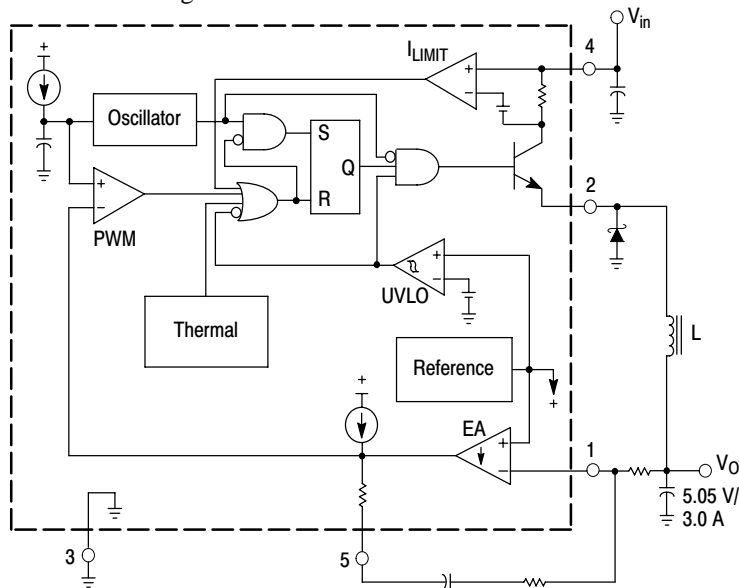 4
V_in
I_LIMIT
+
−
+
Oscillator
S
Q
R
2
+
−
PWM
+
−
UVLO
Thermal
Reference
+
+
EA
+
−
1
V_O
L
5.05 V/
3.0 A
3
5